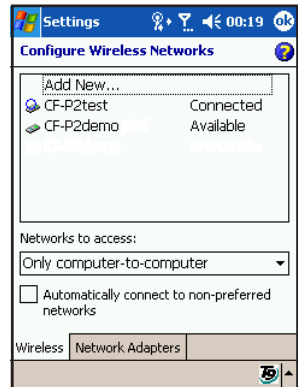 Settings 00:19 ok
Configure Wireless Networks
Add New...
CF-P2test Connected
CF-P2demo Available
Networks to access:
Only computer-to-computer
Automatically connect to non-preferred
networks
Wireless Network Adapters
T9